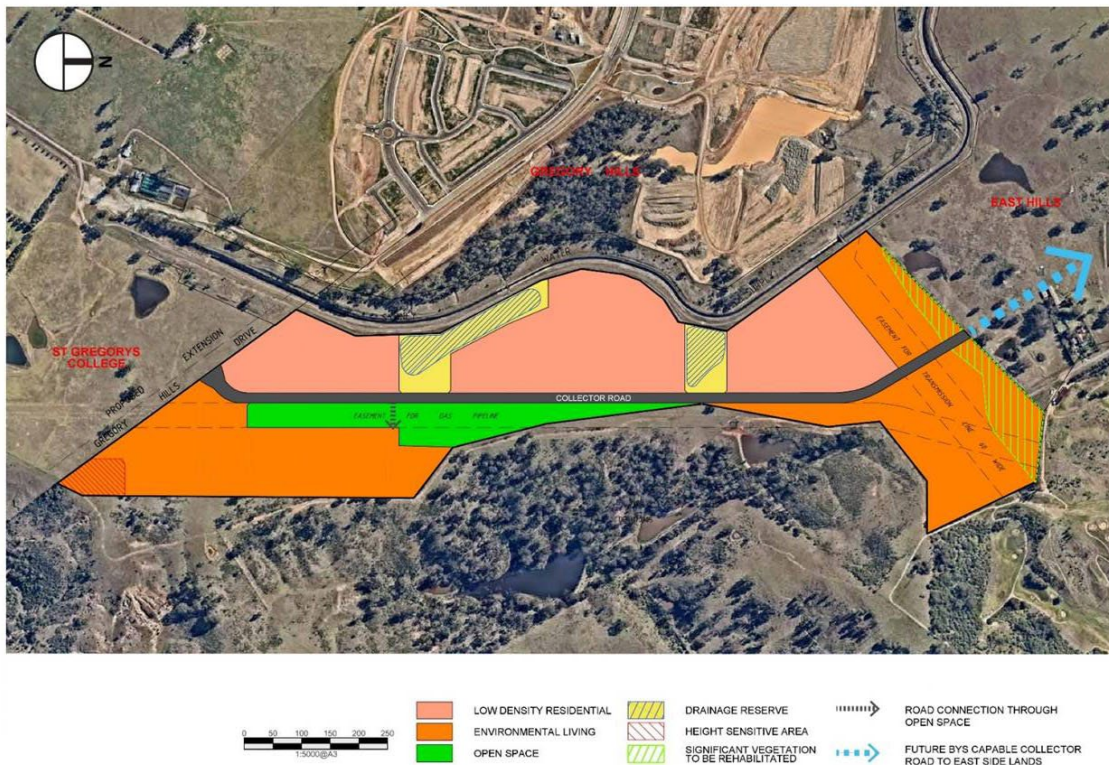 N
GREGORY HILLS
EAST HILLS
WATER
ST GREGORYS
COLLEGE
PROPOSED EXTENSION DRIVE
GREGORY HILLS
EASEMENT FOR
TRANSMISSION
WIDE
COLLECTOR ROAD
EASEMENT FOR GAS PIPELINE
0 50 100 150 200 250
1:5000@A3
LOW DENSITY RESIDENTIAL
ENVIRONMENTAL LIVING
OPEN SPACE
DRAINAGE RESERVE
HEIGHT SENSITIVE AREA
SIGNIFICANT VEGETATION
TO BE REHABILITATED
ROAD CONNECTION THROUGH
OPEN SPACE
FUTURE BYS CAPABLE COLLECTOR
ROAD TO EAST SIDE LANDS